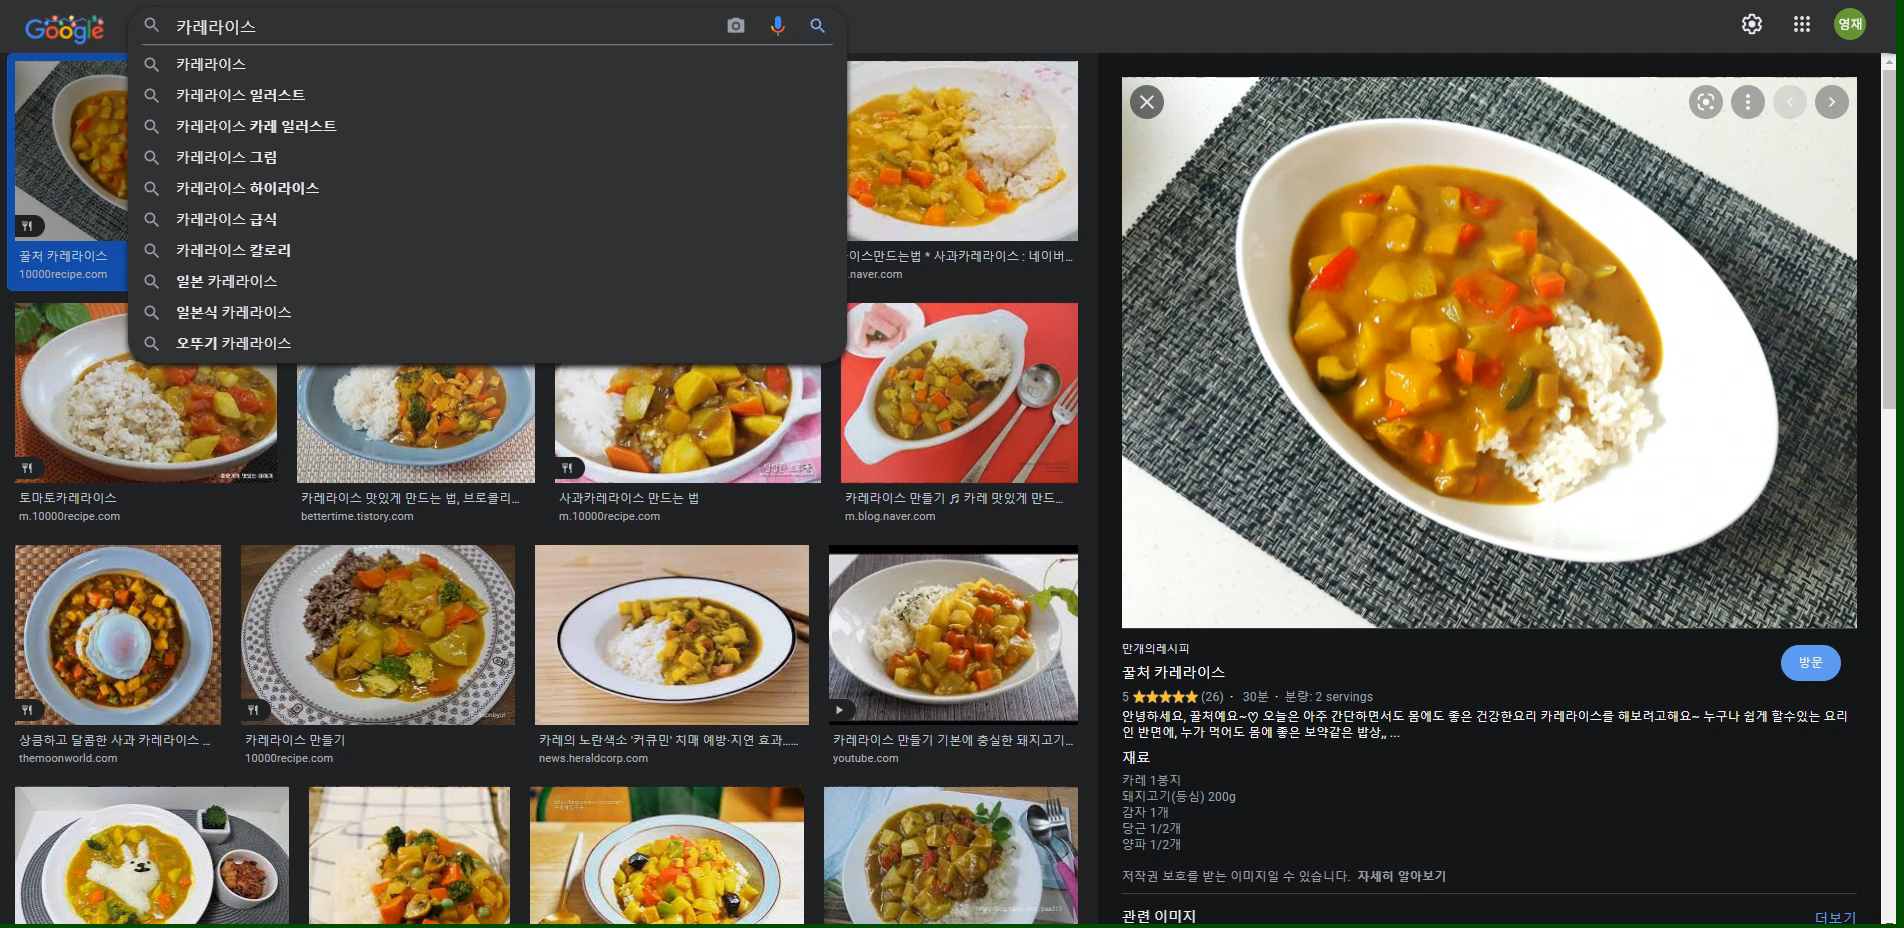 Google
카레라이스
영재
카레라이스
카레라이스 일러스트
카레라이스 카레 일러스트
카레라이스 그림
카레라이스 하이라이스
카레라이스 급식
카레라이스 칼로리
일본 카레라이스
일본식 카레라이스
오뚜기 카레라이스
꿀처 카레라이스
10000recipe.com
이스만드는법 * 사과카레라이스 : 네이버...
.naver.com
토마토카레라이스
m.10000recipe.com
카레라이스 맛있게 만드는 법, 브로콜리...
bettertime.tistory.com
사과카레라이스 만드는 법
m.10000recipe.com
카레라이스 만들기 ♬ 카레 맛있게 만드...
m.blog.naver.com
상큼하고 달콤한 사과 카레라이스 ...
themoonworld.com
카레라이스 만들기
10000recipe.com
카레의 노란색소 '커큐민' 치매 예방·지연 효과......
news.heraldcorp.com
카레라이스 만들기 기본에 충실한 돼지고기...
youtube.com
만개의레시피
방문
꿀처 카레라이스
5 ★★★★★ (26) · 30분 · 분량: 2 servings
안녕하세요, 꿀처예요~♡ 오늘은 아주 간단하면서도 몸에도 좋은 건강한요리 카레라이스를 해보려고해요~ 누구나 쉽게 할수있는 요리
인 반면에, 누가 먹어도 몸에 좋은 보약같은 밥상,, ...
재료
카레 1봉지
돼지고기(등심) 200g
감자 1개
당근 1/2개
양파 1/2개
저작권 보호를 받는 이미지일 수 있습니다. 자세히 알아보기
관련 이미지
더보기